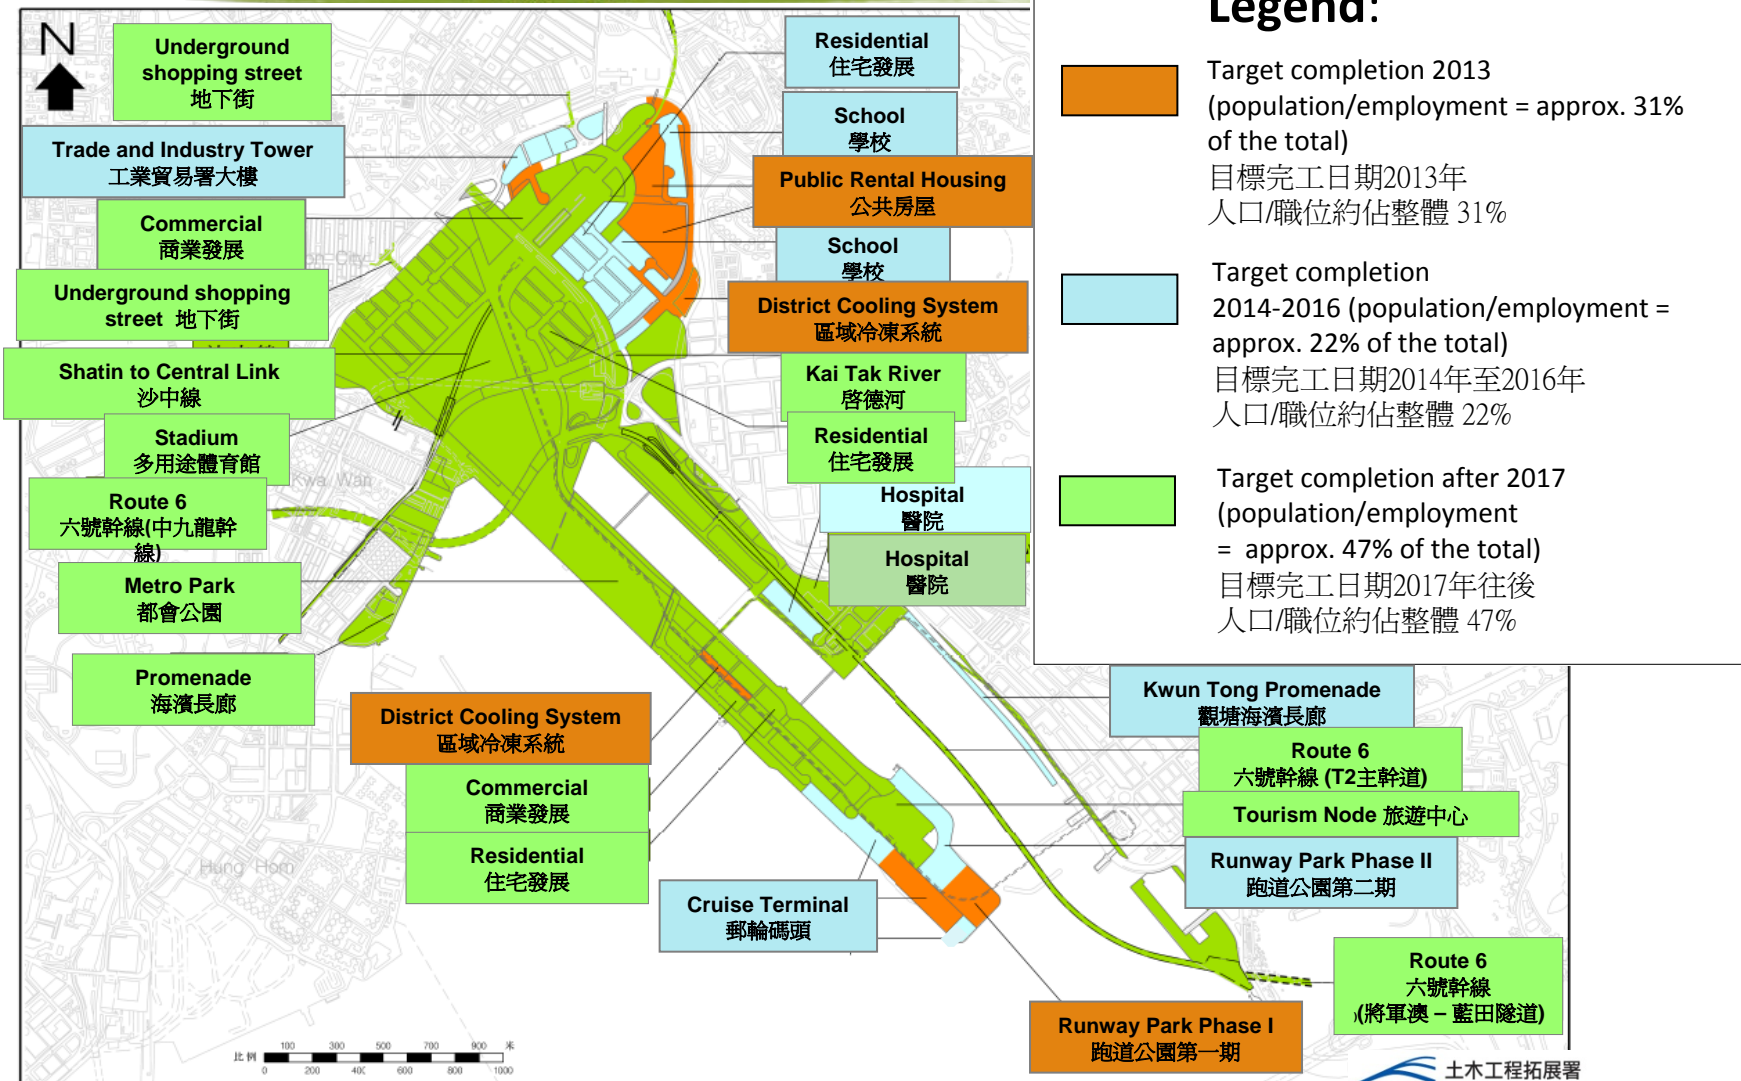 N
Underground
shopping street
地下街
Trade and Industry Tower
工業貿易署大樓
Commercial
商業發展
Underground shopping
street 地下街
Shatin to Central Link
沙中線
Stadium
多用途體育館
Route 6
六號幹線(中九龍幹
線)
Metro Park
都會公園
Promenade
海濱長廊
Residential
住宅發展
School
學校
Public Rental Housing
公共房屋
School
學校
District Cooling System
區域冷凍系統
Kai Tak River
啓德河
Residential
住宅發展
Hospital
醫院
Hospital
醫院
Kwa Wan
Hung Hom
District Cooling System
區域冷凍系統
Commercial
商業發展
Residential
住宅發展
Cruise Terminal
郵輪碼頭
Kwun Tong Promenade
觀塘海濱長廊
Route 6
六號幹線 (T2主幹道)
Tourism Node 旅遊中心
Runway Park Phase II
跑道公園第二期
Route 6
六號幹線
(將軍澳 – 藍田隧道)
Runway Park Phase I
跑道公園第一期
Legend:
Target completion 2013
(population/employment = approx. 31%
of the total)
目標完工日期2013年
人口/職位約佔整體 31%
Target completion
2014-2016 (population/employment =
approx. 22% of the total)
目標完工日期2014年至2016年
人口/職位約佔整體 22%
Target completion after 2017
(population/employment
= approx. 47% of the total)
目標完工日期2017年往後
人口/職位約佔整體 47%
100 300 500 700 900 米
比例
0 200 400 600 800 1000
土木工程拓展署